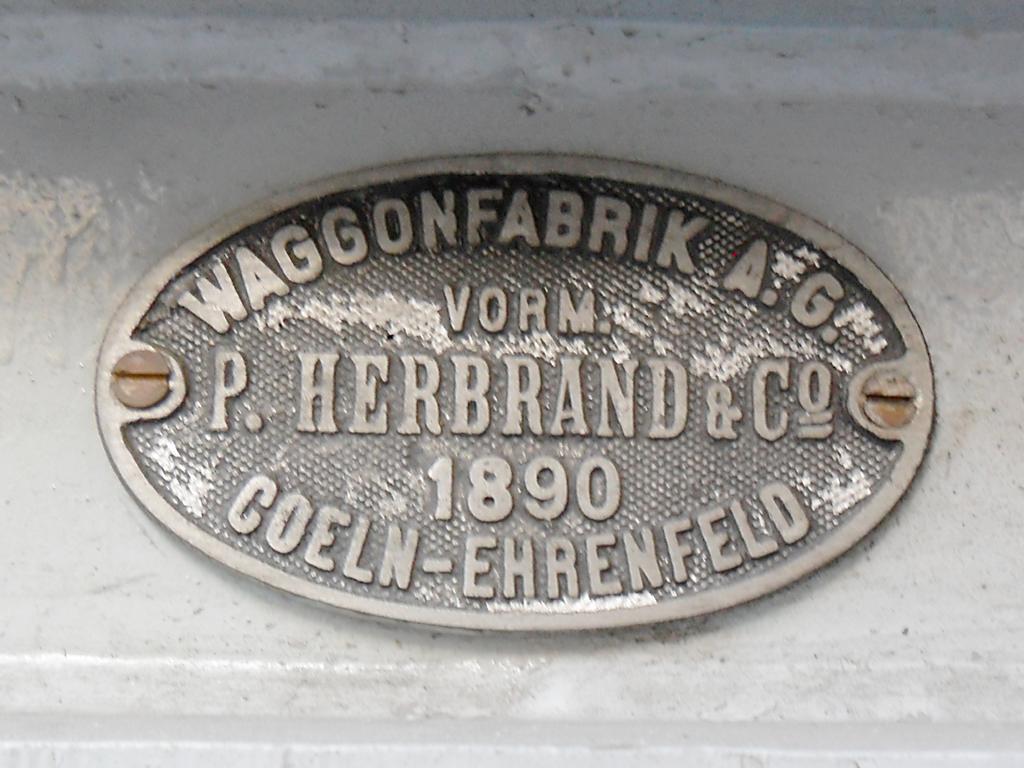 WAGGONFABRIK A.G.
VORM.
P. HERBRAND & Cº
1890
COELN-EHRENFELD